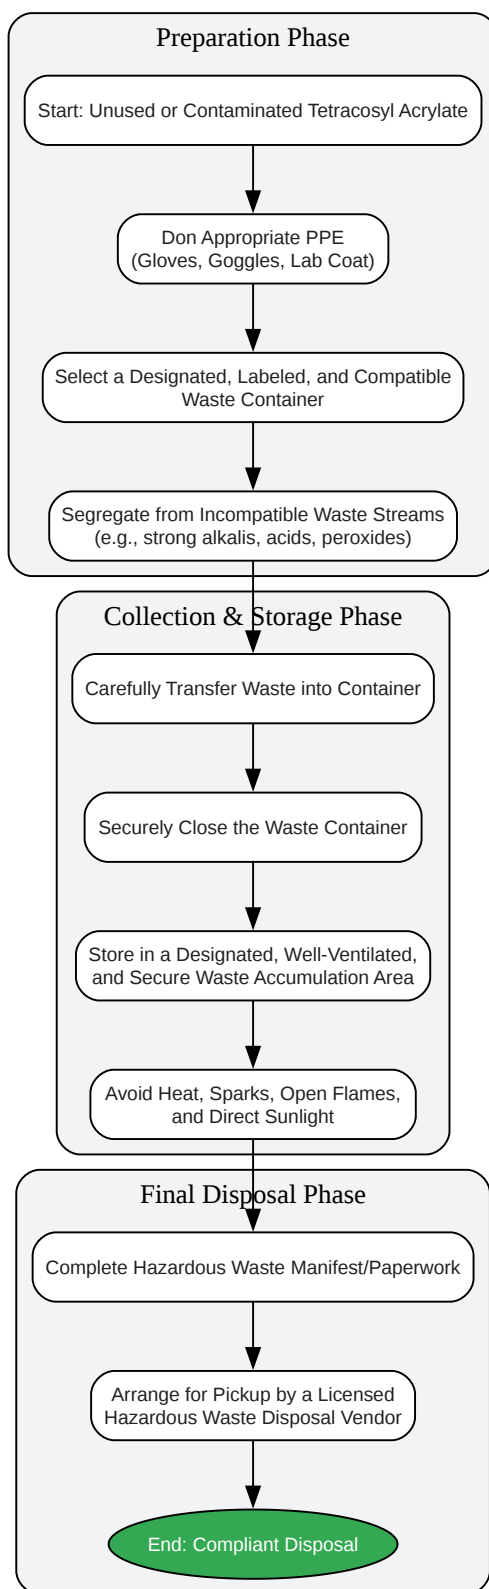 Preparation Phase
Start: Unused or Contaminated Tetracosyl Acrylate
Don Appropriate PPE
(Gloves, Goggles, Lab Coat)
Select a Designated, Labeled, and Compatible
Waste Container
Segregate from Incompatible Waste Streams
(e.g., strong alkalis, acids, peroxides)
Collection & Storage Phase
Carefully Transfer Waste into Container
Securely Close the Waste Container
Store in a Designated, Well-Ventilated,
and Secure Waste Accumulation Area
Avoid Heat, Sparks, Open Flames,
and Direct Sunlight
Final Disposal Phase
Complete Hazardous Waste Manifest/Paperwork
Arrange for Pickup by a Licensed
Hazardous Waste Disposal Vendor
End: Compliant Disposal